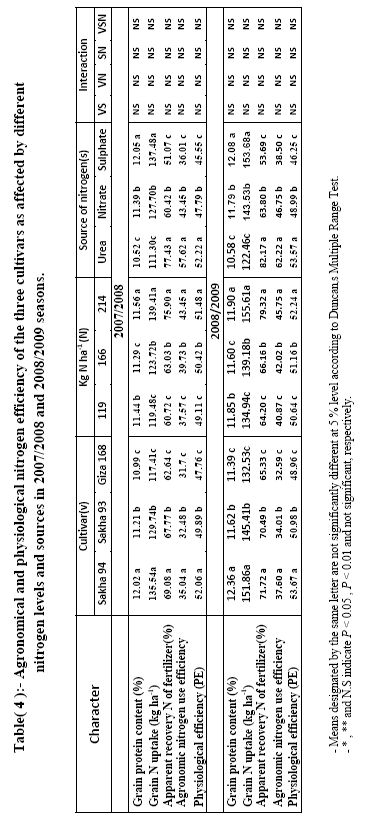 Table(4 ):- Agronomical and physiological nitrogen efficiency of the three cultivars as affected by different
nitrogen levels and sources in 2007/2008 and 2008/2009 seasons.
Character Cultivar(v) Kg N ha⁻¹ (N) Source of nitrogen(s) Interaction
Sakha 94 Sakha 93 Giza 168 119 166 214 Urea Nitrate Sulphate VS VN SN VSN
2007/2008
Grain protein content (%) 12.02 a 11.21 b 10.99 c 11.44 b 11.29 c 11.56 a 10.52 c 11.39 b 12.05 a NS NS NS NS
Grain N uptake (kg ha⁻¹) 135.54a 129.74b 117.41c 119.48c 123.72b 139.41a 111.30c 127.70b 137.48a NS NS NS NS
Apparent recovery N of fertilizer(%) 69.08 a 67.77 b 62.64 c 60.72 c 63.03 b 75.90 a 77.43 a 60.42 b 51.07 c NS NS NS NS
Agronomic nitrogen use efficiency 35.04 a 32.48 b 31.7 c 37.57 c 39.73 b 43.45 a 57.62 a 43.45 b 36.01 c NS NS NS NS
Physiological efficiency (PE) 52.06 a 49.89 b 47.76 c 49.11 c 50.42 b 51.48 a 52.22 a 47.79 b 45.55 c NS NS NS NS
2008/2009
Grain protein content (%) 12.36 a 11.62 b 11.39 c 11.85 b 11.60 c 11.90 a 10.58 c 11.79 b 12.08 a NS NS NS NS
Grain N uptake (kg ha⁻¹) 151.86a 145.41b 132.53c 134.94c 139.18b 155.61a 122.46c 143.53b 153.68a NS NS NS NS
Apparent recovery N of fertilizer(%) 71.72 a 70.49 b 65.33 c 64.20 c 66.16 b 79.32 a 82.17 a 63.80 b 53.69 c NS NS NS NS
Agronomic nitrogen use efficiency 37.60 a 34.01 b 32.59 c 40.87 c 42.02 b 45.75 a 62.22 a 46.75 b 38.50 c NS NS NS NS
Physiological efficiency (PE) 53.67 a 50.98 b 48.96 c 50.64 c 51.16 b 52.24 a 53.57 a 48.99 b 46.25 c NS NS NS NS
- Means designated by the same letter are not significantly different at 5 % level according to Duncan,s Multiple Range Test.
- *, ** and N.S indicate P < 0.05 , P < 0.01 and not significant, respectively.